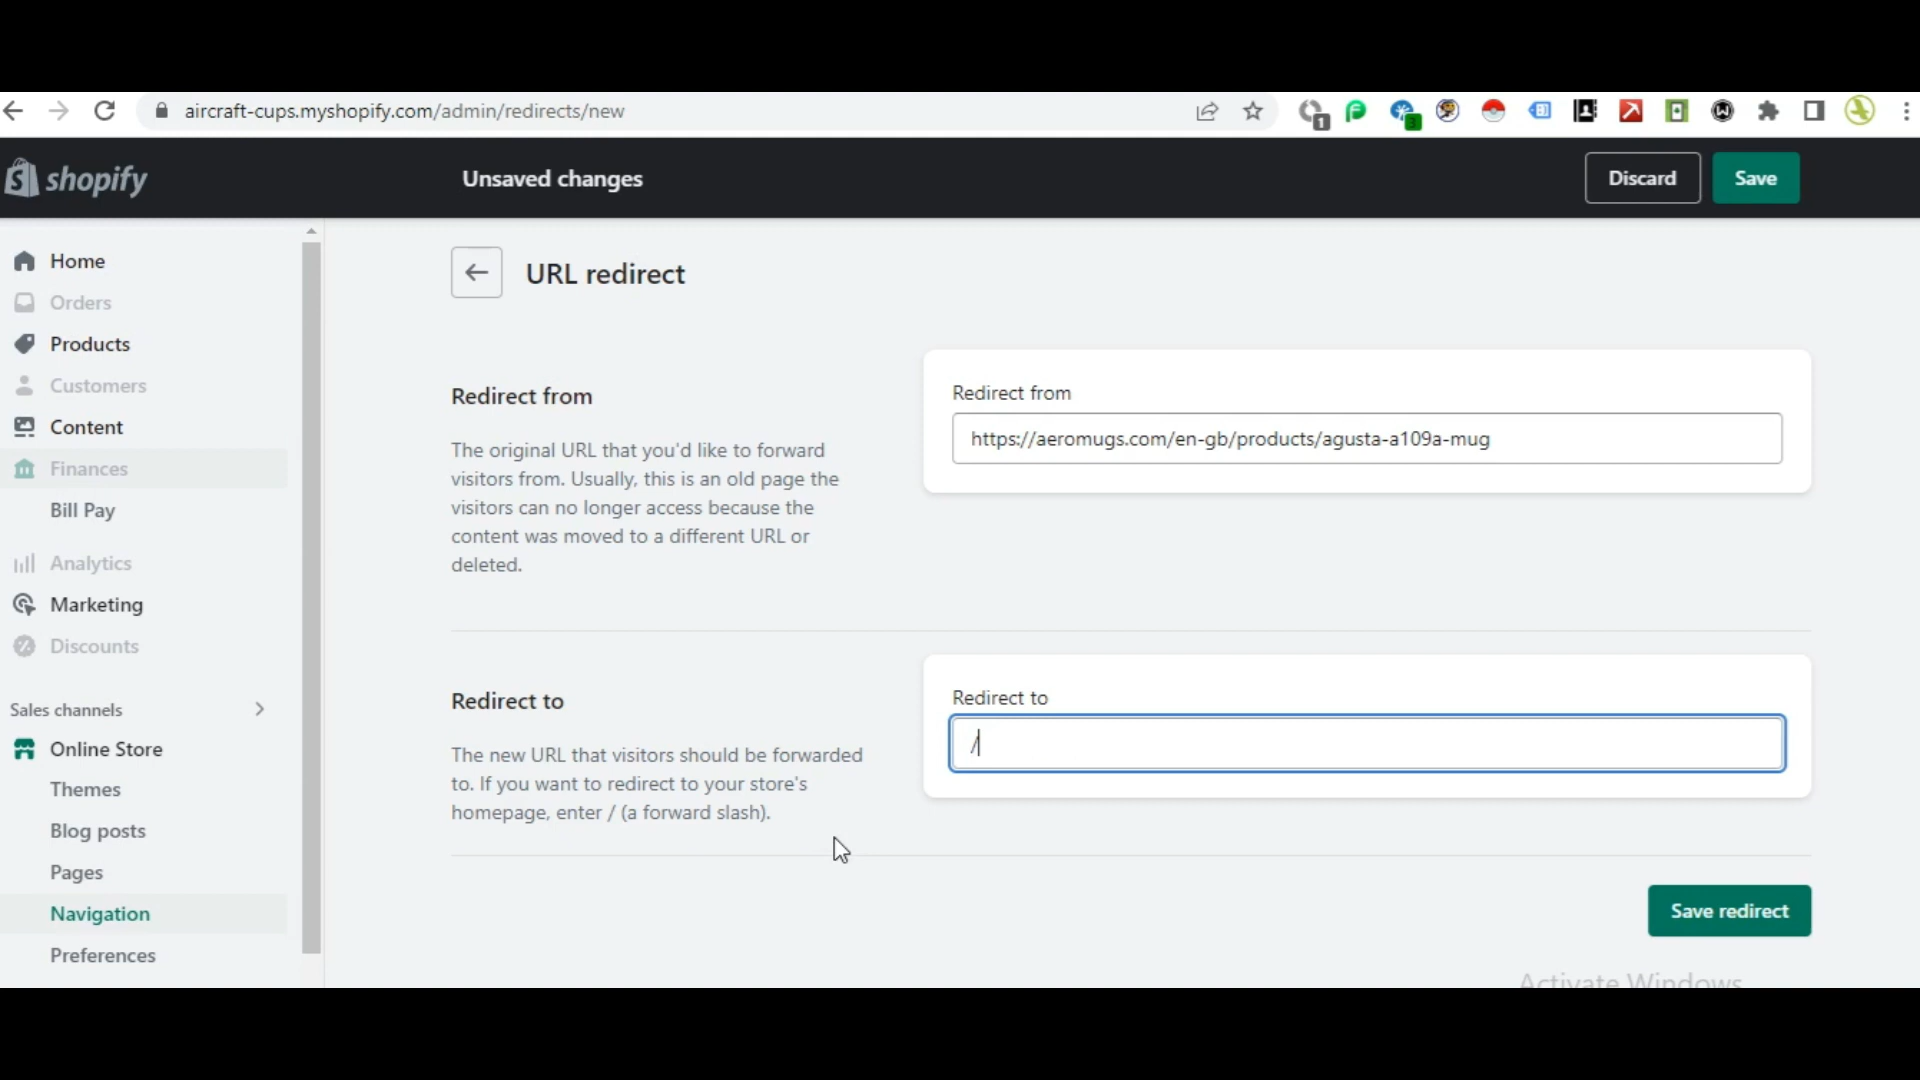 aircraft-cups.myshopify.com/admin/redirects/new
1
3
shopify
Unsaved changes
Discard
Save
Home
Orders
Products
Customers
Content
Finances
Bill Pay
Analytics
Marketing
Discounts
Sales channels
Online Store
Themes
Blog posts
Pages
Navigation
Preferences
URL redirect
Redirect from
The original URL that you'd like to forward
visitors from. Usually, this is an old page the
visitors can no longer access because the
content was moved to a different URL or
deleted.
Redirect from
https://aeromugs.com/en-gb/products/agusta-a109a-mug
Redirect to
The new URL that visitors should be forwarded
to. If you want to redirect to your store's
homepage, enter / (a forward slash).
Redirect to
/
Save redirect
Activate Windows